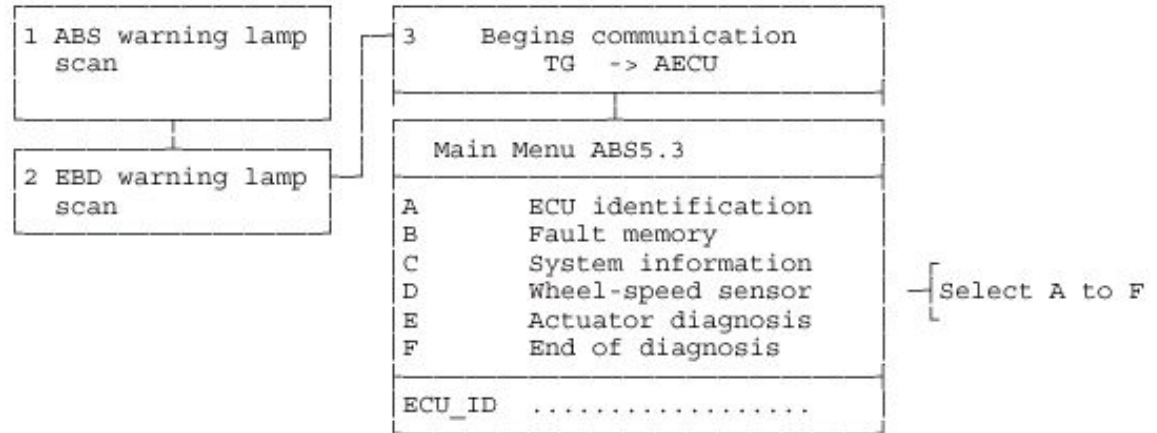 1 ABS warning lamp
scan
2 EBD warning lamp
scan
3 Begins communication
TG -> AECU
Main Menu ABS5.3
A ECU identification
B Fault memory
C System information
D Wheel-speed sensor
E Actuator diagnosis
F End of diagnosis
Select A to F
ECU_ID ..................